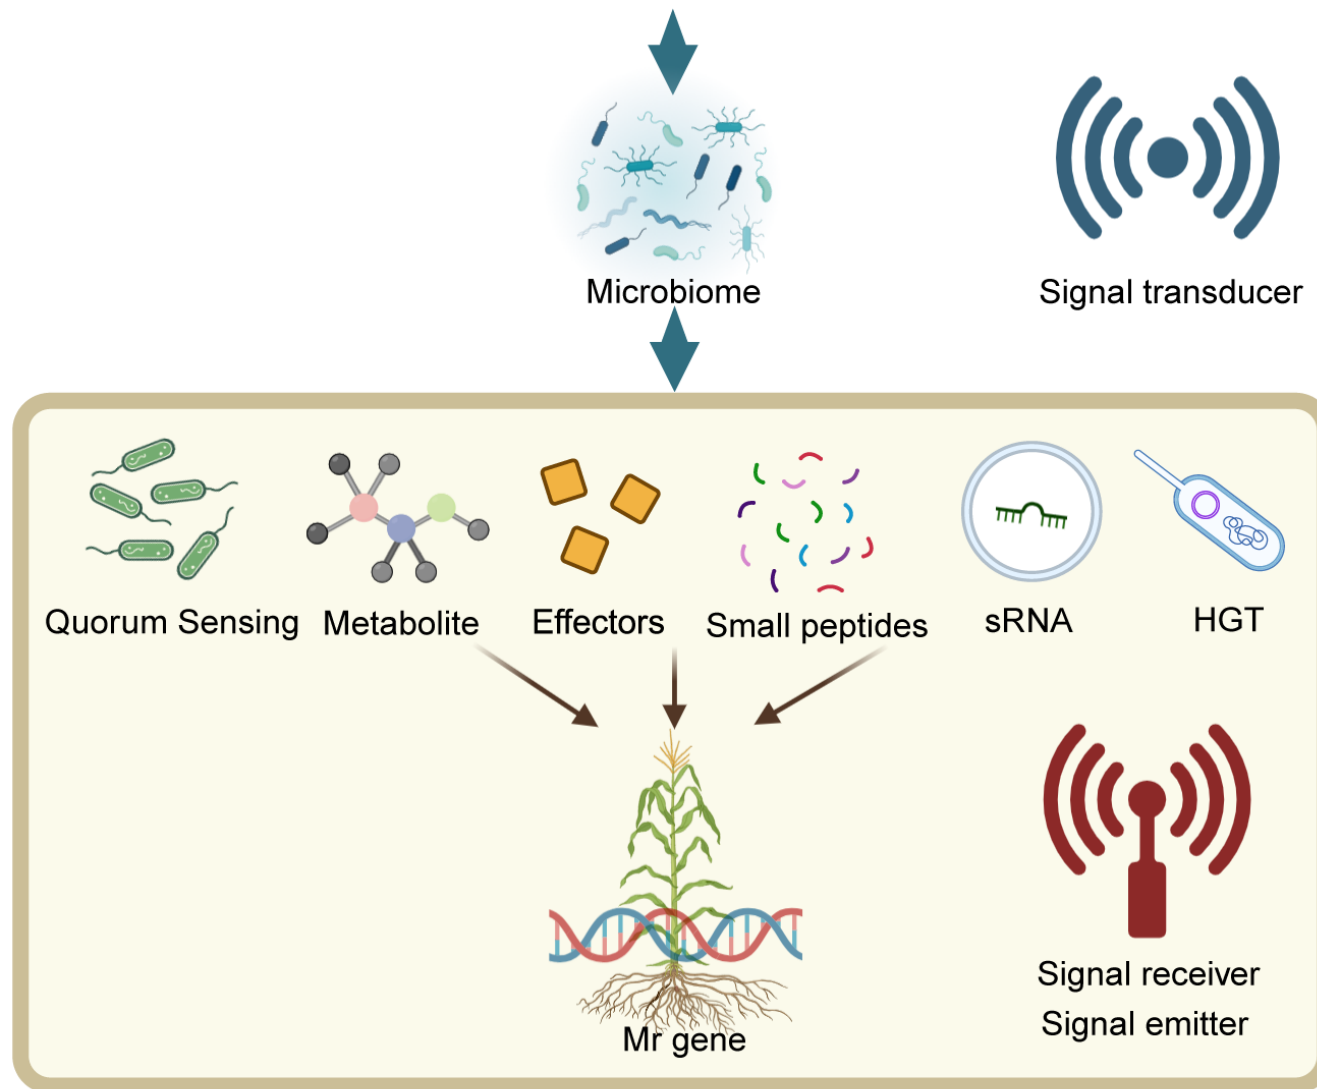 Microbiome
Signal transducer
Quorum Sensing
Metabolite
Effectors
Small peptides
sRNA
HGT
Signal receiver
Signal emitter
Mr gene